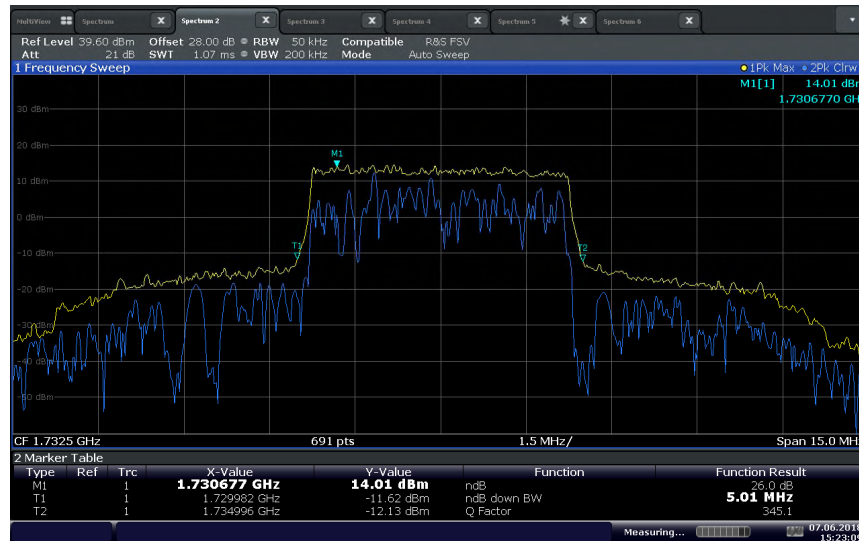 MultiView Spectrum X Spectrum 2 X Spectrum 3 X Spectrum 4 X Spectrum 5 X Spectrum 6 X
Ref Level 39.60 dBm Offset 28.00 dB RBW 50 kHz Compatible R&S FSV
Att 21 dB SWT 1.07 ms VBW 200 kHz Mode Auto Sweep
1 Frequency Sweep 1Pk Max 2Pk Clrw
M1[1] 14.01 dBm
1.7306770 GH
30 dBm
20 dBm
M1
10 dBm
0 dBm
T1 T2
-10 dBm
-20 dBm
-30 dBm
-40 dBm
-50 dBm
CF 1.7325 GHz 691 pts 1.5 MHz/ Span 15.0 MH
2 Marker Table
Type Ref Trc X-Value Y-Value Function Function Result
M1 1 1.730677 GHz 14.01 dBm ndB 26.0 dB
T1 1 1.729982 GHz -11.62 dBm ndB down BW 5.01 MHz
T2 1 1.734996 GHz -12.13 dBm Q Factor 345.1
Measuring... 07.06.2018
15:23:09